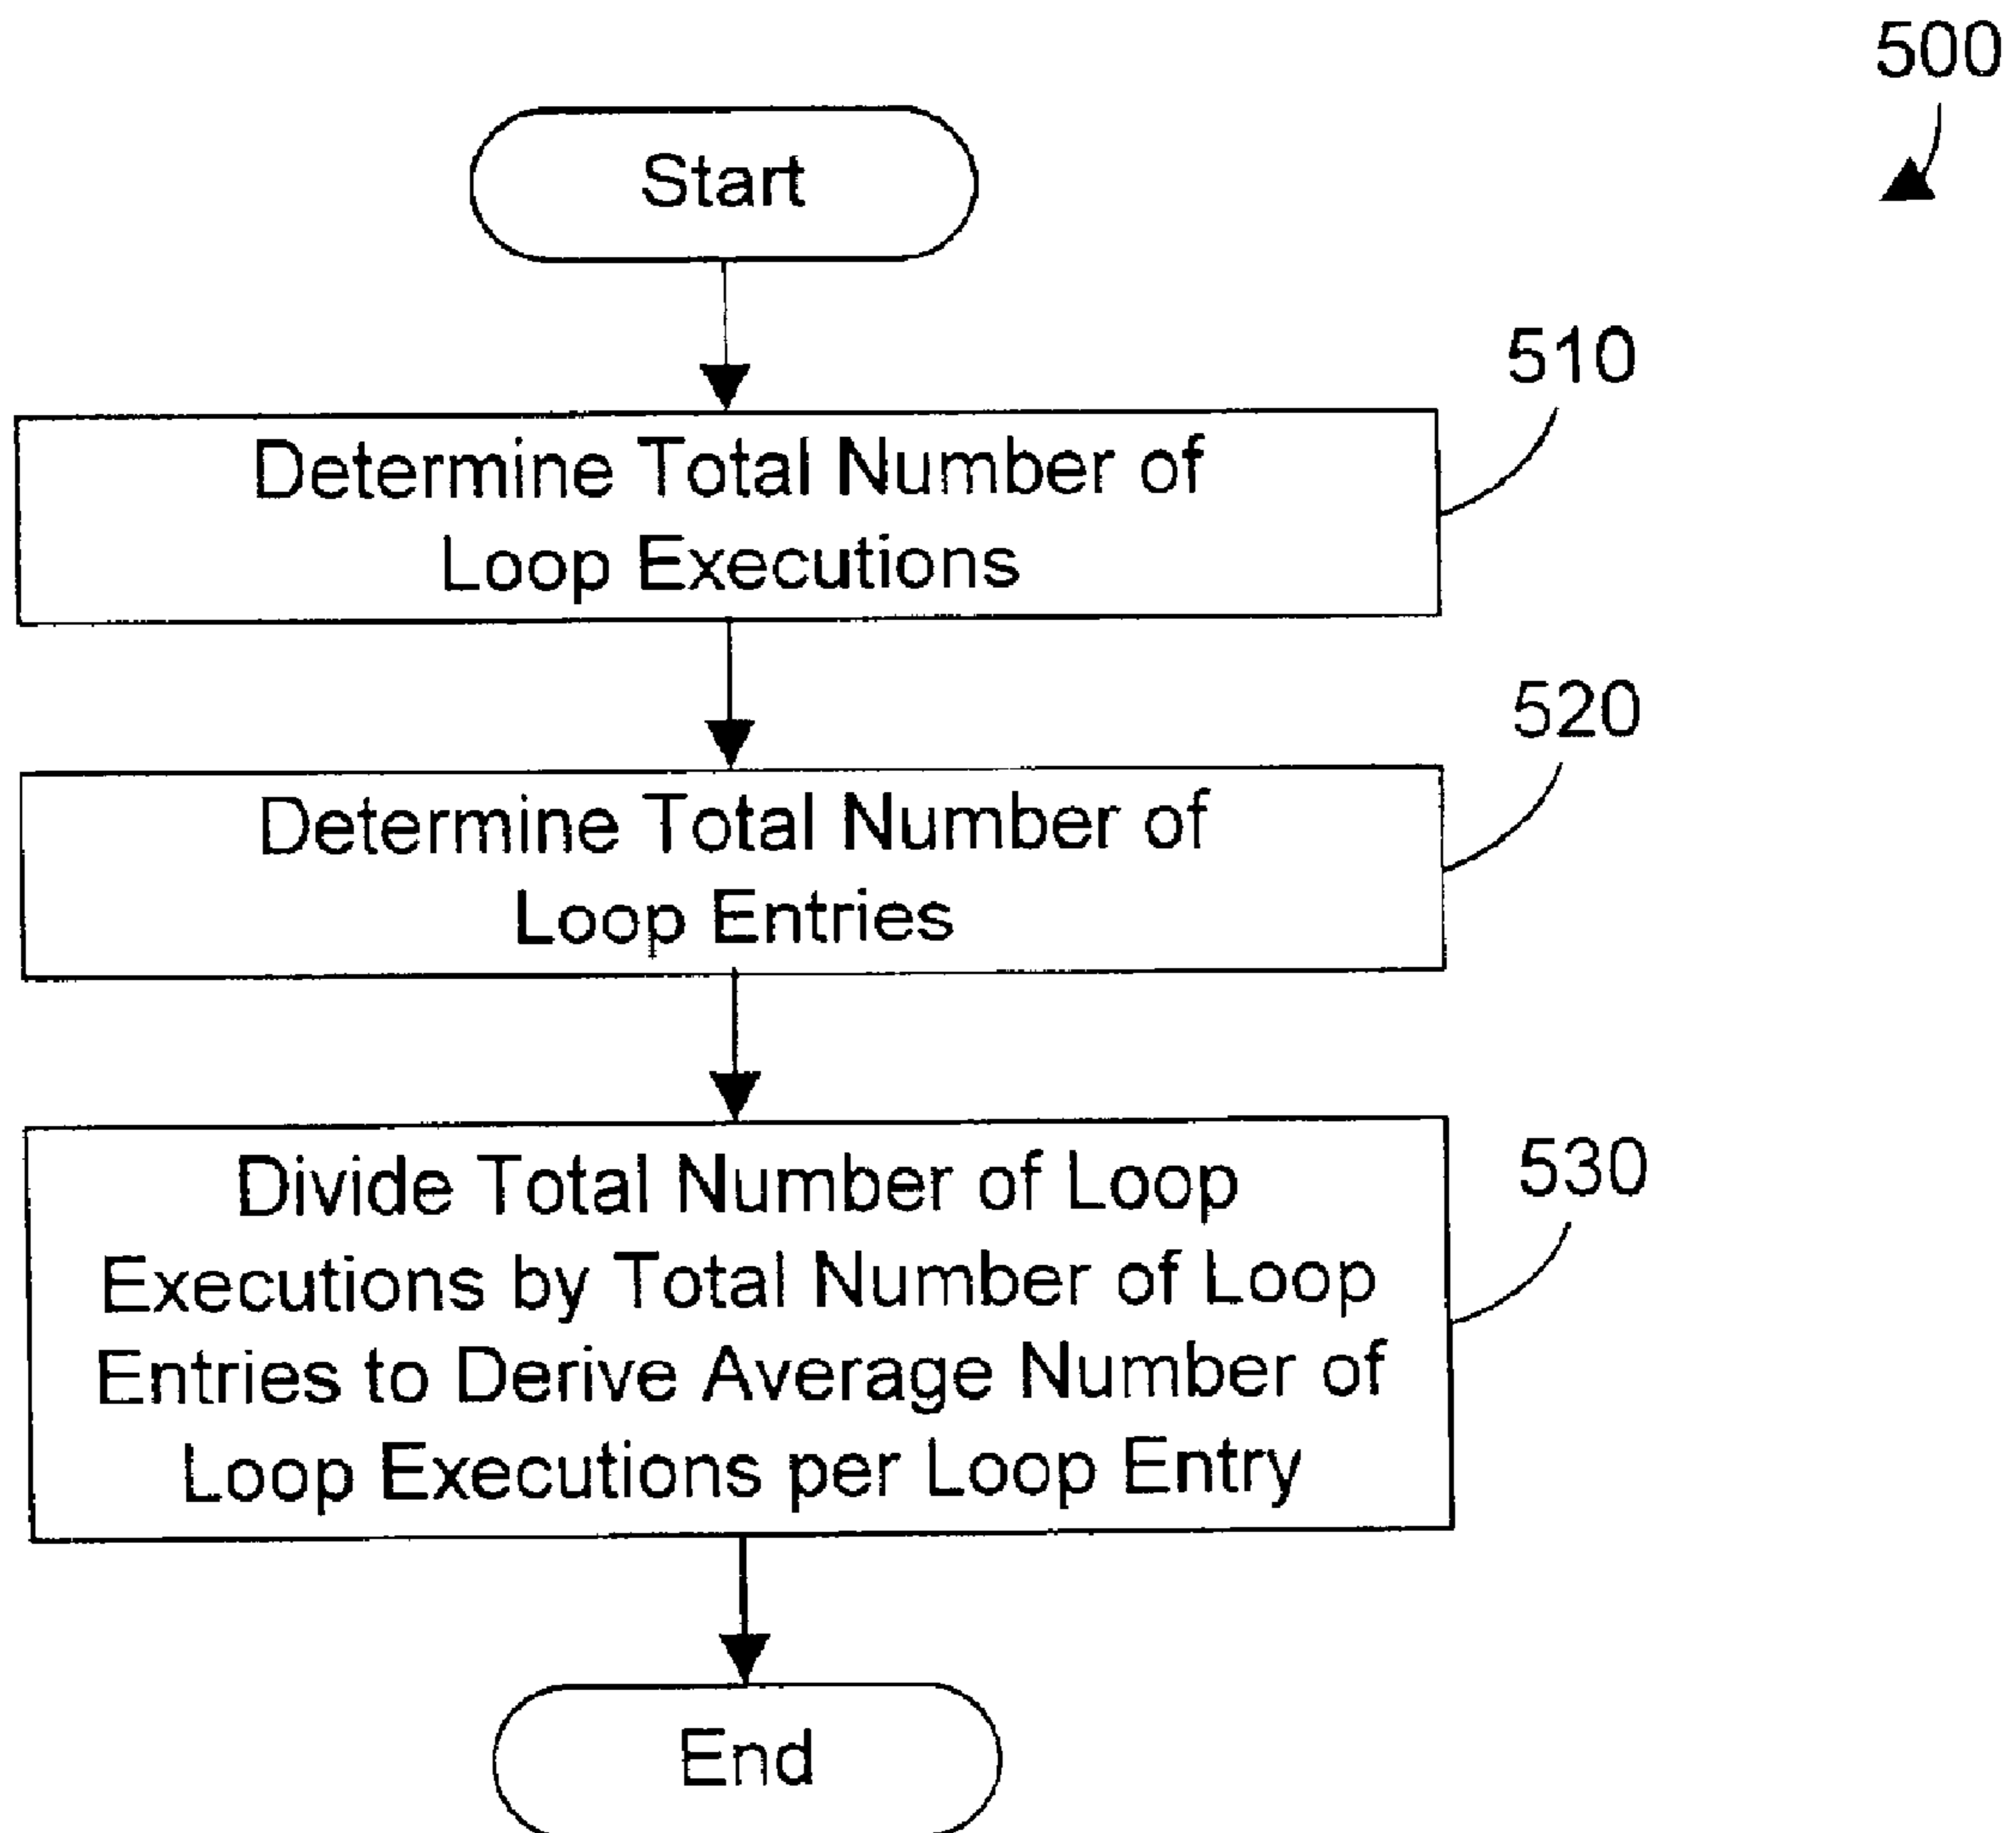 500
Start
510
Determine Total Number of
Loop Executions
520
Determine Total Number of
Loop Entries
530
Divide Total Number of Loop
Executions by Total Number of Loop
Entries to Derive Average Number of
Loop Executions per Loop Entry
End